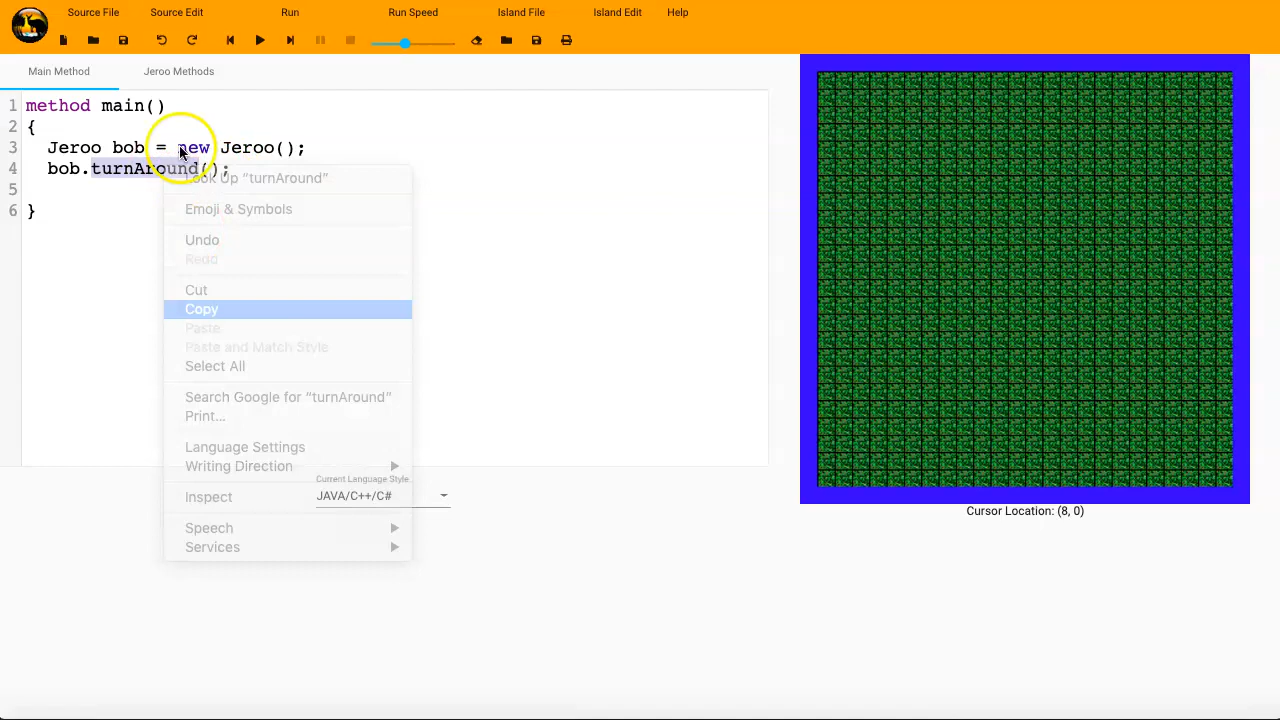 Source File
Source Edit
Run
Run Speed
Island File
Island Edit
Help
Main Method
Jeroo Methods
1 method main()
2 {
3 Jeroo bob = new Jeroo();
4 bob.turnAround();
5
6 }
Look Up “turnAround”
Emoji & Symbols
Undo
Redo
Cut
Copy
Paste
Paste and Match Style
Select All
Search Google for “turnAround”
Print...
Language Settings
Writing Direction
Inspect
Speech
Services
Current Language Style
JAVA/C++/C#
Cursor Location: (8, 0)